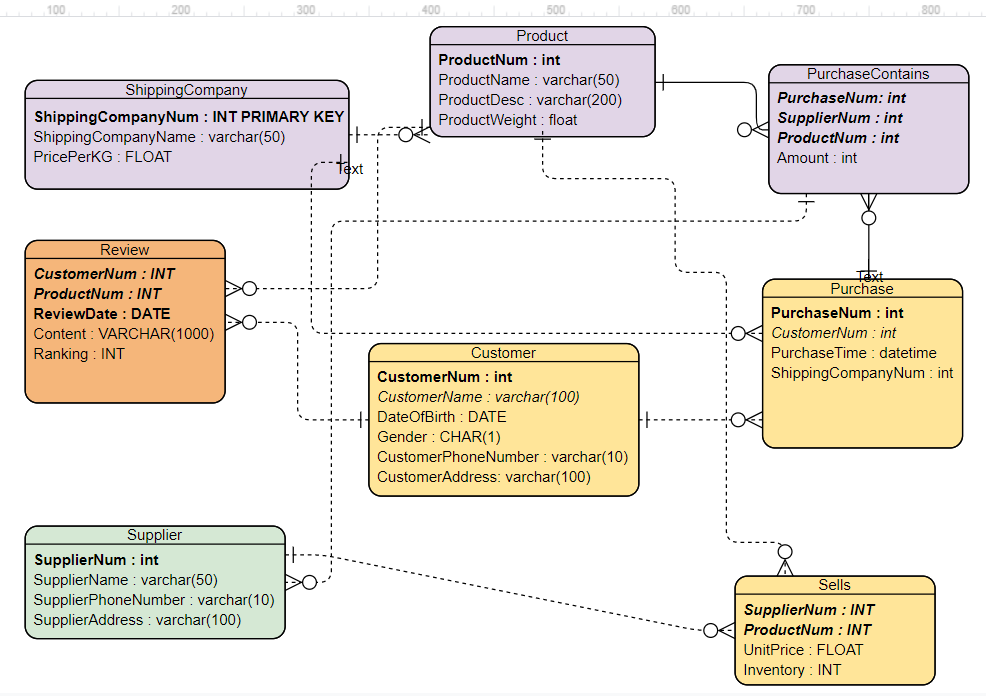 100 200 300 400 500 600 700 800
Product
ProductNum : int
ProductName : varchar(50)
ProductDesc : varchar(200)
ProductWeight : float
PurchaseContains
PurchaseNum: int
SupplierNum : int
ProductNum : int
Amount : int
ShippingCompany
ShippingCompanyNum : INT PRIMARY KEY
ShippingCompanyName : varchar(50)
PricePerKG : FLOAT
Text
Review
CustomerNum : INT
ProductNum : INT
ReviewDate : DATE
Content : VARCHAR(1000)
Ranking : INT
Text
Purchase
PurchaseNum : int
CustomerNum : int
PurchaseTime : datetime
ShippingCompanyNum : int
Customer
CustomerNum : int
CustomerName : varchar(100)
DateOfBirth : DATE
Gender : CHAR(1)
CustomerPhoneNumber : varchar(10)
CustomerAddress: varchar(100)
Supplier
SupplierNum : int
SupplierName : varchar(50)
SupplierPhoneNumber : varchar(10)
SupplierAddress : varchar(100)
Sells
SupplierNum : INT
ProductNum : INT
UnitPrice : FLOAT
Inventory : INT